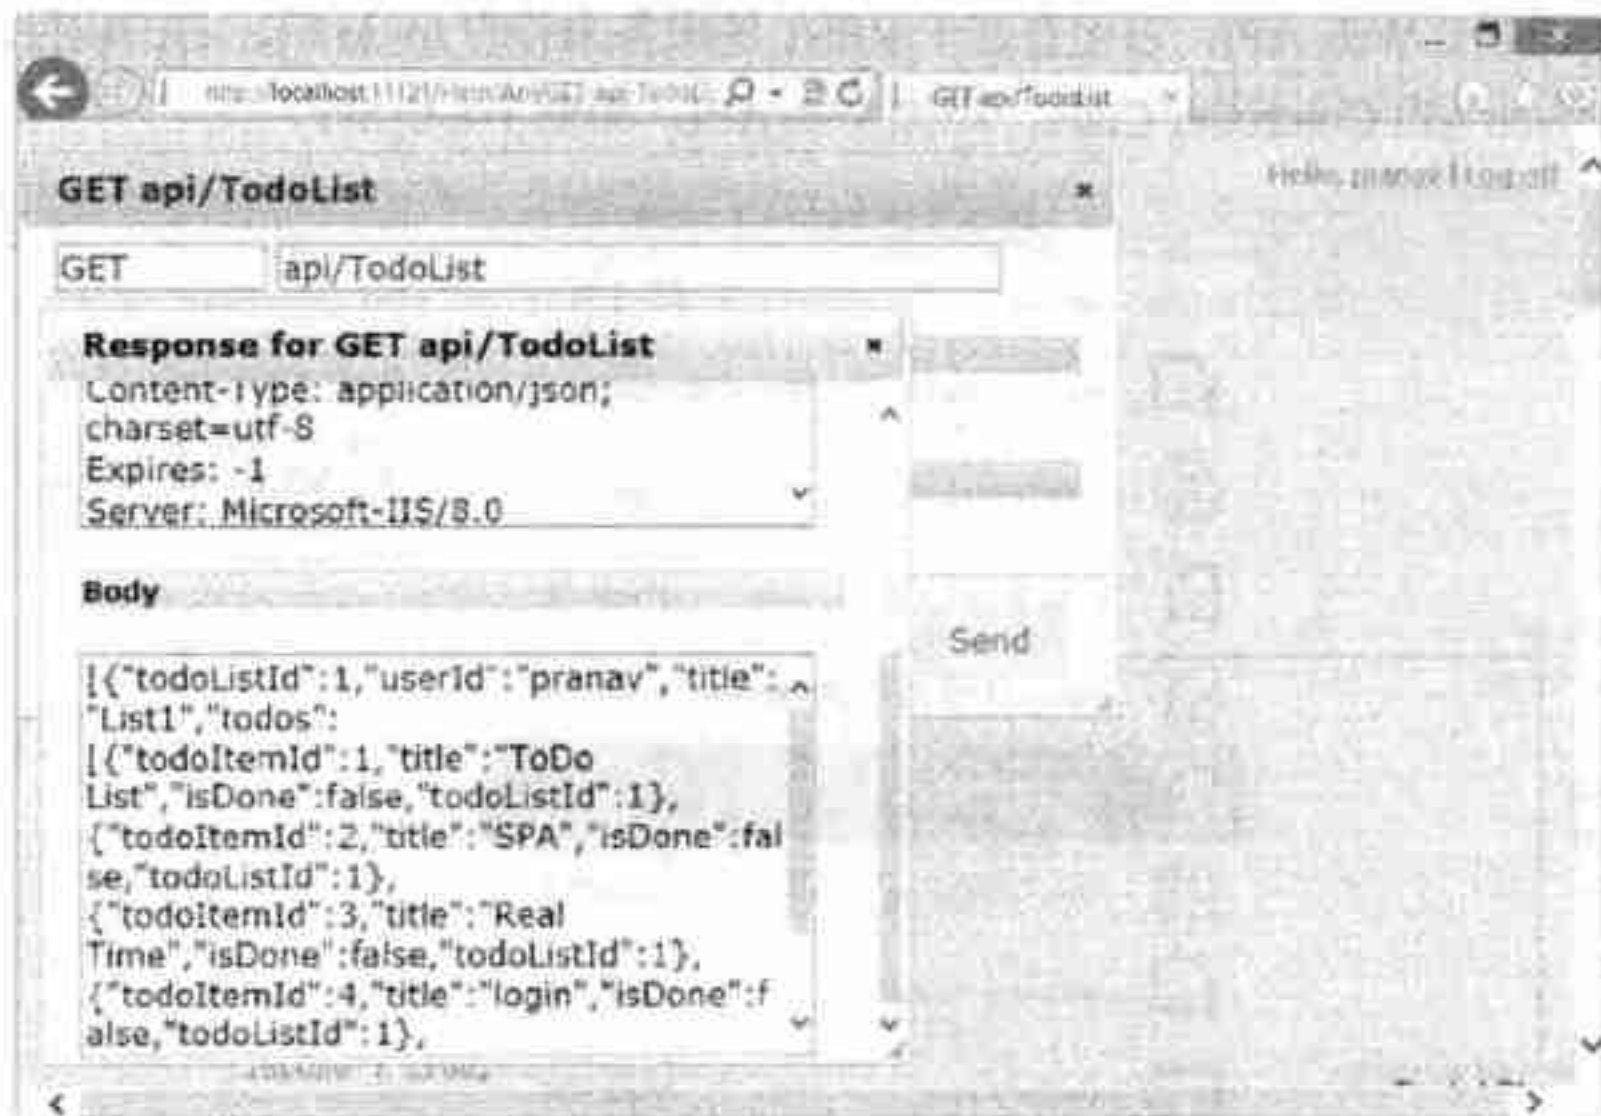 GET api/TodoList
GET api/TodoList
Response for GET api/TodoList
Content-Type: application/json;
charset=utf-8
Expires: -1
Server: Microsoft-IIS/8.0
Body
Send
[{"todoListId":1,"userId":"pranav","title":
"List1","todos":
[{"todoItemId":1,"title":"ToDo
List","isDone":false,"todoListId":1},
{"todoItemId":2,"title":"SPA","isDone":fal
se,"todoListId":1},
{"todoItemId":3,"title":"Real
Time","isDone":false,"todoListId":1},
{"todoItemId":4,"title":"login","isDone":f
alse,"todoListId":1},